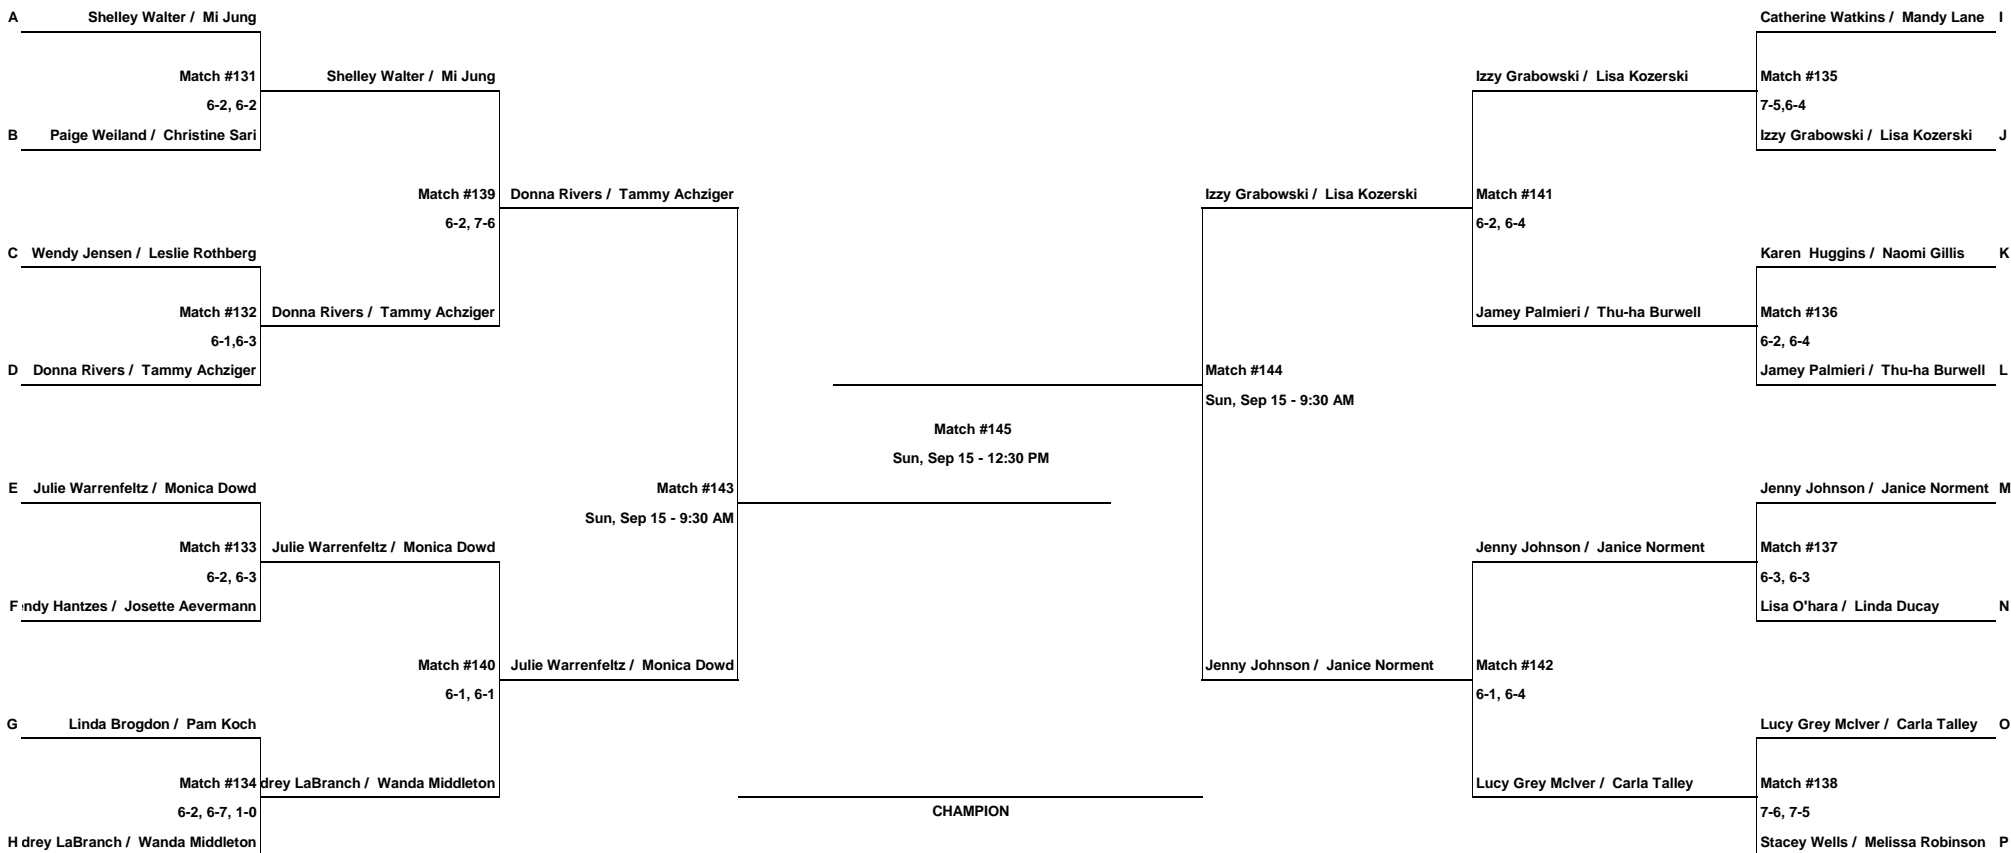 A Shelley Walter / Mi Jung
Catherine Watkins / Mandy Lane I
Match #131
Shelley Walter / Mi Jung
Izzy Grabowski / Lisa Kozerski
Match #135
6-2, 6-2
7-5,6-4
B Paige Weiland / Christine Sari
Izzy Grabowski / Lisa Kozerski J
Match #139
Donna Rivers / Tammy Achziger
Izzy Grabowski / Lisa Kozerski
Match #141
6-2, 7-6
6-2, 6-4
C Wendy Jensen / Leslie Rothberg
Karen Huggins / Naomi Gillis K
Match #132
Donna Rivers / Tammy Achziger
Jamey Palmieri / Thu-ha Burwell
Match #136
6-1,6-3
6-2, 6-4
D Donna Rivers / Tammy Achziger
Match #144
Jamey Palmieri / Thu-ha Burwell L
Sun, Sep 15 - 9:30 AM
Match #145
Sun, Sep 15 - 12:30 PM
E Julie Warrenfeltz / Monica Dowd
Match #143
Jenny Johnson / Janice Norment M
Sun, Sep 15 - 9:30 AM
Match #133
Julie Warrenfeltz / Monica Dowd
Jenny Johnson / Janice Norment
Match #137
6-2, 6-3
6-3, 6-3
F endy Hantzes / Josette Aevermann
Lisa O'hara / Linda Ducay N
Match #140
Julie Warrenfeltz / Monica Dowd
Jenny Johnson / Janice Norment
Match #142
6-1, 6-1
6-1, 6-4
G Linda Brogdon / Pam Koch
Lucy Grey McIver / Carla Talley O
Match #134
drey LaBranch / Wanda Middleton
Lucy Grey McIver / Carla Talley
Match #138
6-2, 6-7, 1-0
CHAMPION
7-6, 7-5
H drey LaBranch / Wanda Middleton
Stacey Wells / Melissa Robinson P